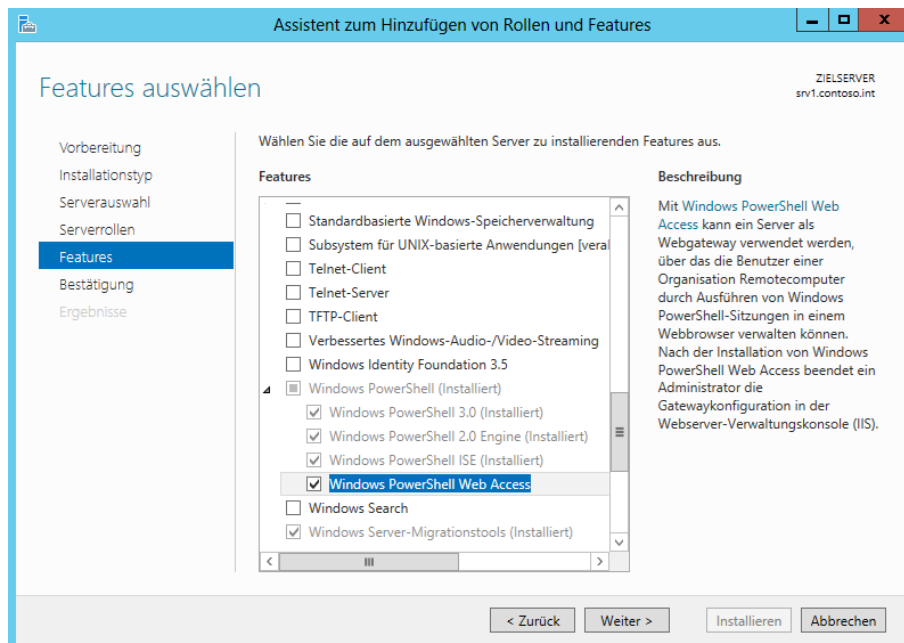 Assistent zum Hinzufügen von Rollen und Features
Features auswählen
ZIELSERVER
srv1.contoso.int
Vorbereitung
Installationstyp
Serverauswahl
Serverrollen
Features
Bestätigung
Ergebnisse
Wählen Sie die auf dem ausgewählten Server zu installierenden Features aus.
Features
Standardbasierte Windows-Speicherverwaltung
Subsystem für UNIX-basierte Anwendungen [veral
Telnet-Client
Telnet-Server
TFTP-Client
Verbessertes Windows-Audio-/Video-Streaming
Windows Identity Foundation 3.5
Windows PowerShell (Installiert)
Windows PowerShell 3.0 (Installiert)
Windows PowerShell 2.0 Engine (Installiert)
Windows PowerShell ISE (Installiert)
Windows PowerShell Web Access
Windows Search
Windows Server-Migrationstools (Installiert)
Beschreibung
Mit Windows PowerShell Web
Access kann ein Server als
Webgateway verwendet werden,
über das die Benutzer einer
Organisation Remotecomputer
durch Ausführen von Windows
PowerShell-Sitzungen in einem
Webbrowser verwalten können.
Nach der Installation von Windows
PowerShell Web Access beendet ein
Administrator die
Gatewaykonfiguration in der
Webserver-Verwaltungskonsole (IIS).
< Zurück
Weiter >
Installieren
Abbrechen